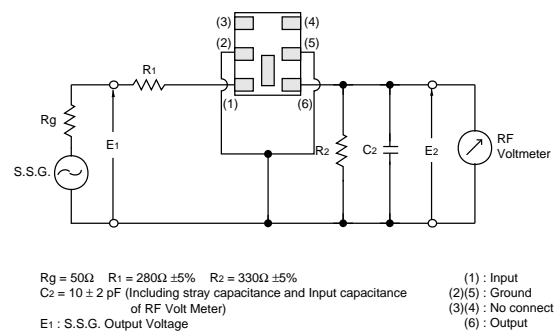 (3) (4)
(2) (5)
R1
(1) (6)
Rg
E1
R2 C2 E2
RF
Voltmeter
S.S.G.
Rg = 50Ω R1 = 280Ω ±5% R2 = 330Ω ±5%
C2 = 10 ± 2 pF (Including stray capacitance and Input capacitance
of RF Volt Meter)
E1 : S.S.G. Output Voltage
(1) : Input
(2)(5) : Ground
(3)(4) : No connect
(6) : Output